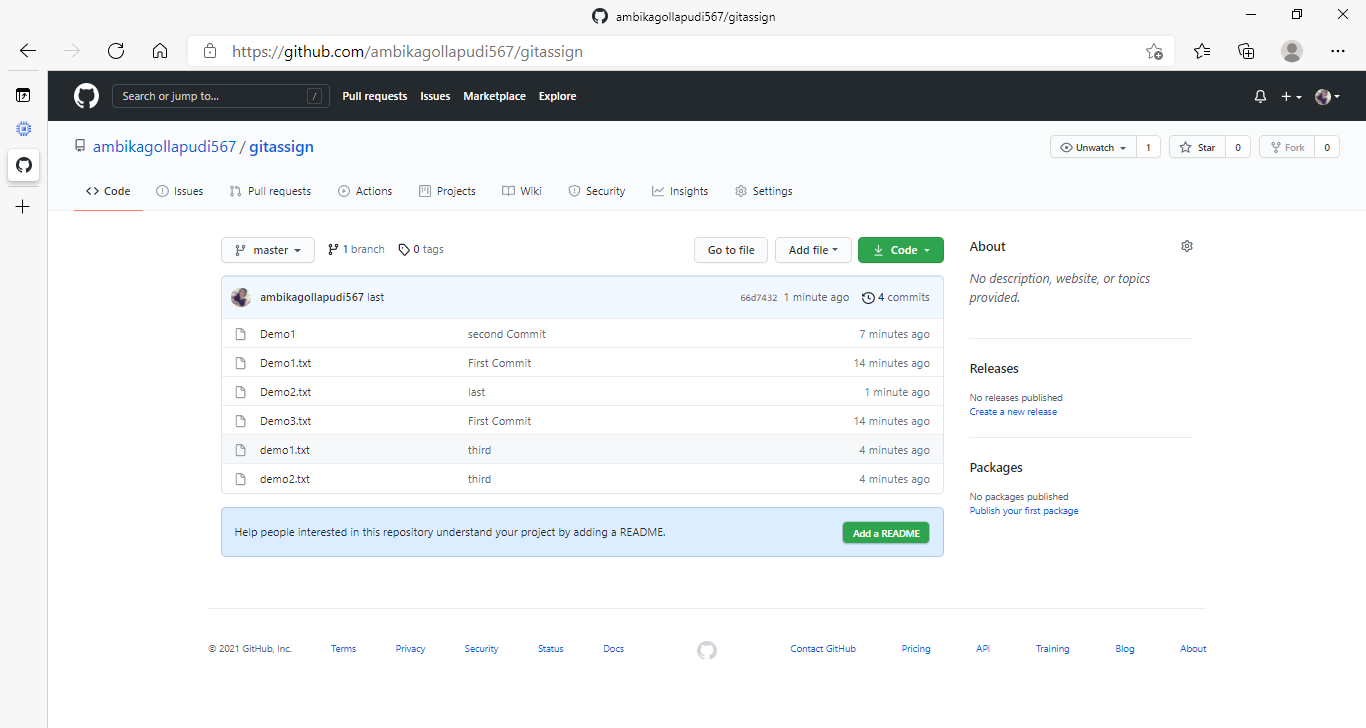 ambikagollapudi567/gitassign
https://github.com/ambikagollapudi567/gitassign
Search or jump to... / Pull requests Issues Marketplace Explore
ambikagollapudi567 / gitassign Unwatch 1 Star 0 Fork 0
Code Issues Pull requests Actions Projects Wiki Security Insights Settings
master 1 branch 0 tags Go to file Add file Code
ambikagollapudi567 last 66d7432 1 minute ago 4 commits
Demo1 second Commit 7 minutes ago
Demo1.txt First Commit 14 minutes ago
Demo2.txt last 1 minute ago
Demo3.txt First Commit 14 minutes ago
demo1.txt third 4 minutes ago
demo2.txt third 4 minutes ago
Help people interested in this repository understand your project by adding a README. Add a README
About
No description, website, or topics
provided.
Releases
No releases published
Create a new release
Packages
No packages published
Publish your first package
© 2021 GitHub, Inc. Terms Privacy Security Status Docs Contact GitHub Pricing API Training Blog About